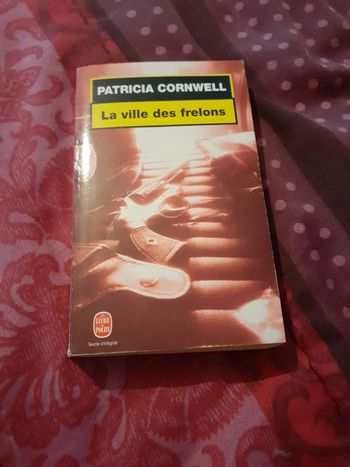 PATRICIA CORNWELL
La ville des frelons
LE LIVRE
DE POCHE
Texte intégral